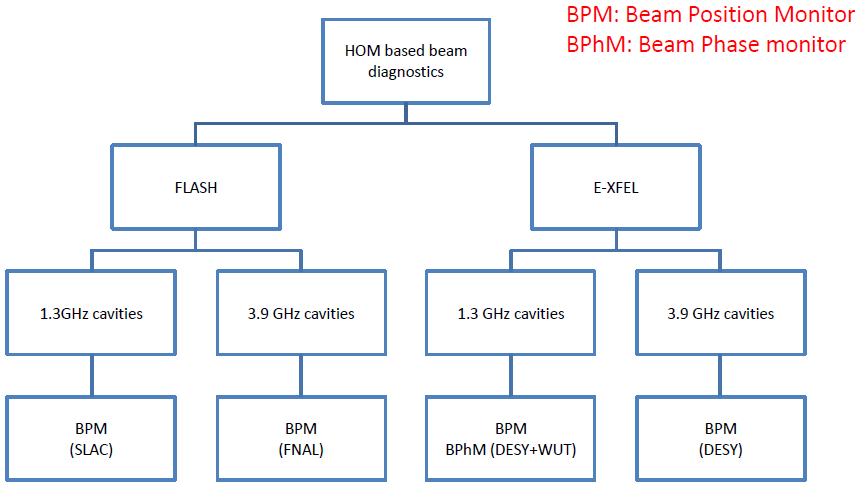 BPM: Beam Position Monitor
BPhM: Beam Phase monitor
HOM based beam
diagnostics
FLASH
E-XFEL
1.3GHz cavities
3.9 GHz cavities
1.3 GHz cavities
3.9 GHz cavities
BPM
(SLAC)
BPM
(FNAL)
BPM
BPhM (DESY+WUT)
BPM
(DESY)